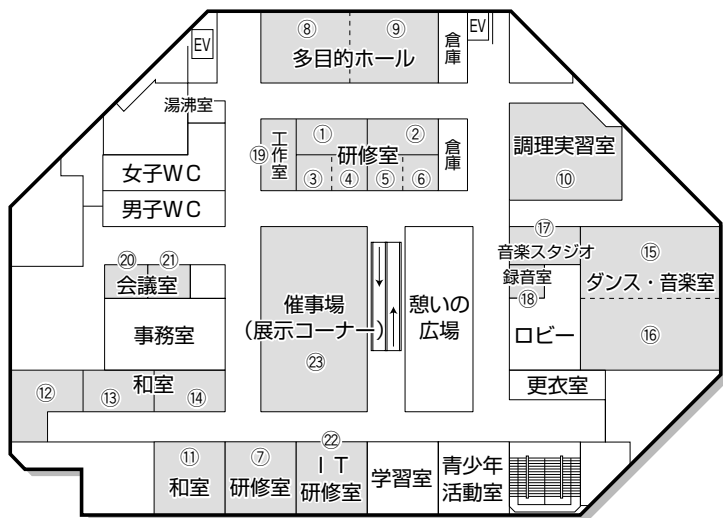 ⑧
⑨
多目的ホール
倉庫
EV
EV
湯沸室
⑲
工作室
①
②
研修室
③
④
⑤
⑥
倉庫
調理実習室
⑩
女子WC
男子WC
⑰
音楽スタジオ
録音室
⑱
⑮
ダンス・音楽室
⑯
⑳
㉑
会議室
事務室
催事場
（展示コーナー）
㉓
憩いの
広場
ロビー
更衣室
⑫
和室
⑬
⑭
⑪
和室
⑦
研修室
㉒
IT
研修室
学習室
青少年
活動室